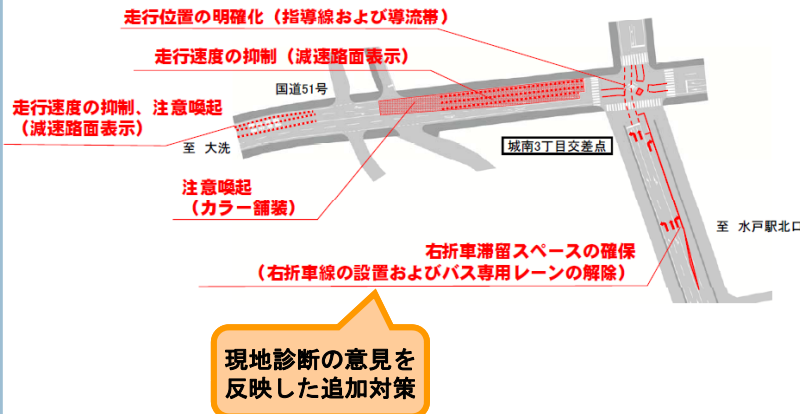 走行位置の明確化（指導線および導流帯）
走行速度の抑制（減速路面表示）
国道51号
走行速度の抑制、注意喚起
（減速路面表示）
至 大洗
城南3丁目交差点
注意喚起
（カラー舗装）
至 水戸駅北口
右折車滞留スペースの確保
（右折車線の設置およびバス専用レーンの解除）
現地診断の意見を
反映した追加対策